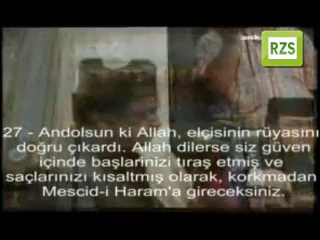 RZS
27 - Andolsun ki Allah, elçisinin rüyasını
doğru çıkardı. Allah dilerse siz güven
içinde başlarinizi tıraş etmiş ve
saçlarınızı kısaltmış olarak, korkmadan
Mescid-i Haram'a gireceksiniz.